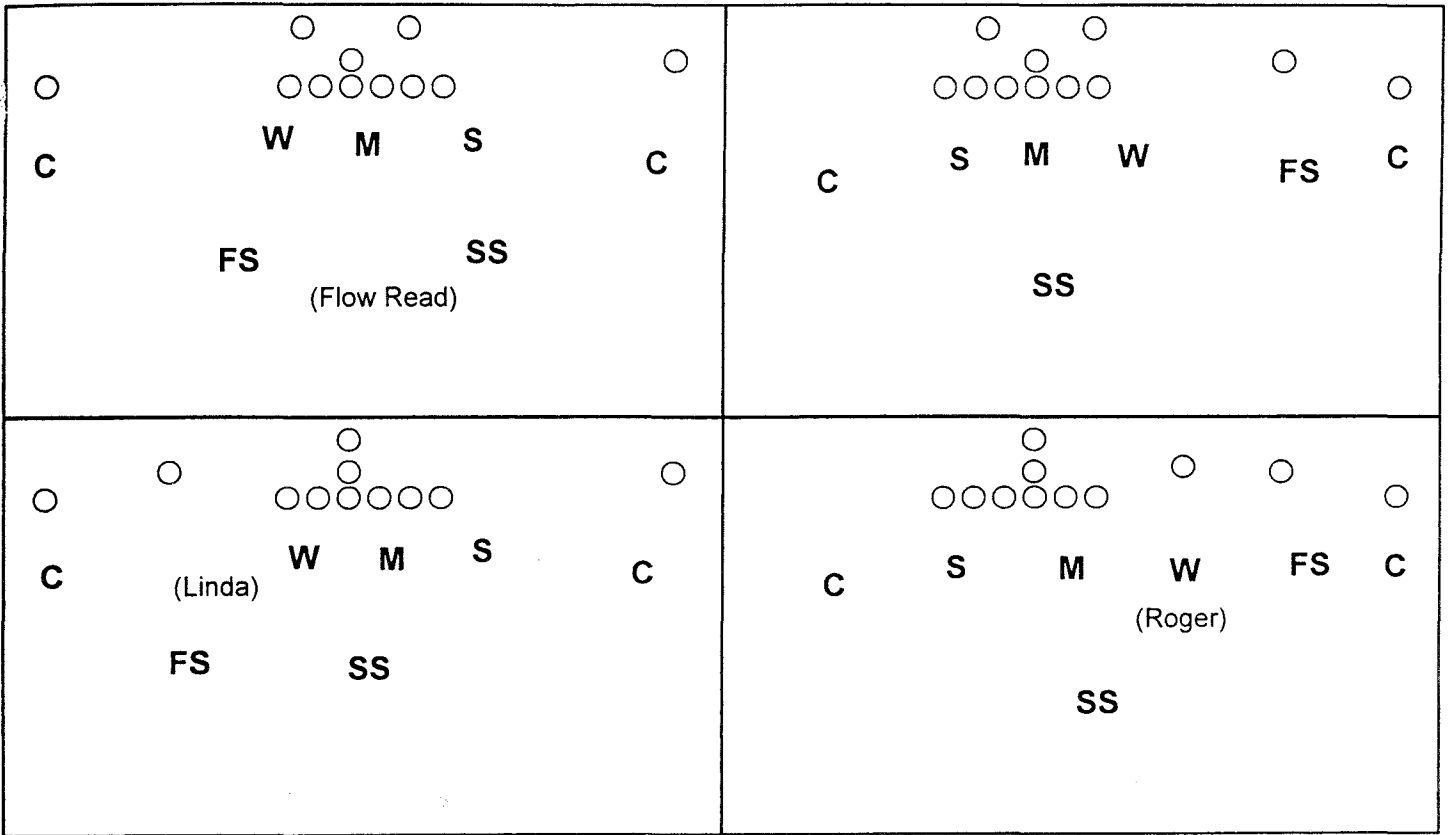 W M S
C C
FS SS
(Flow Read)
S M W FS C
C
SS
W M S
C (Linda) C
FS SS
C S M W FS C
(Roger)
SS